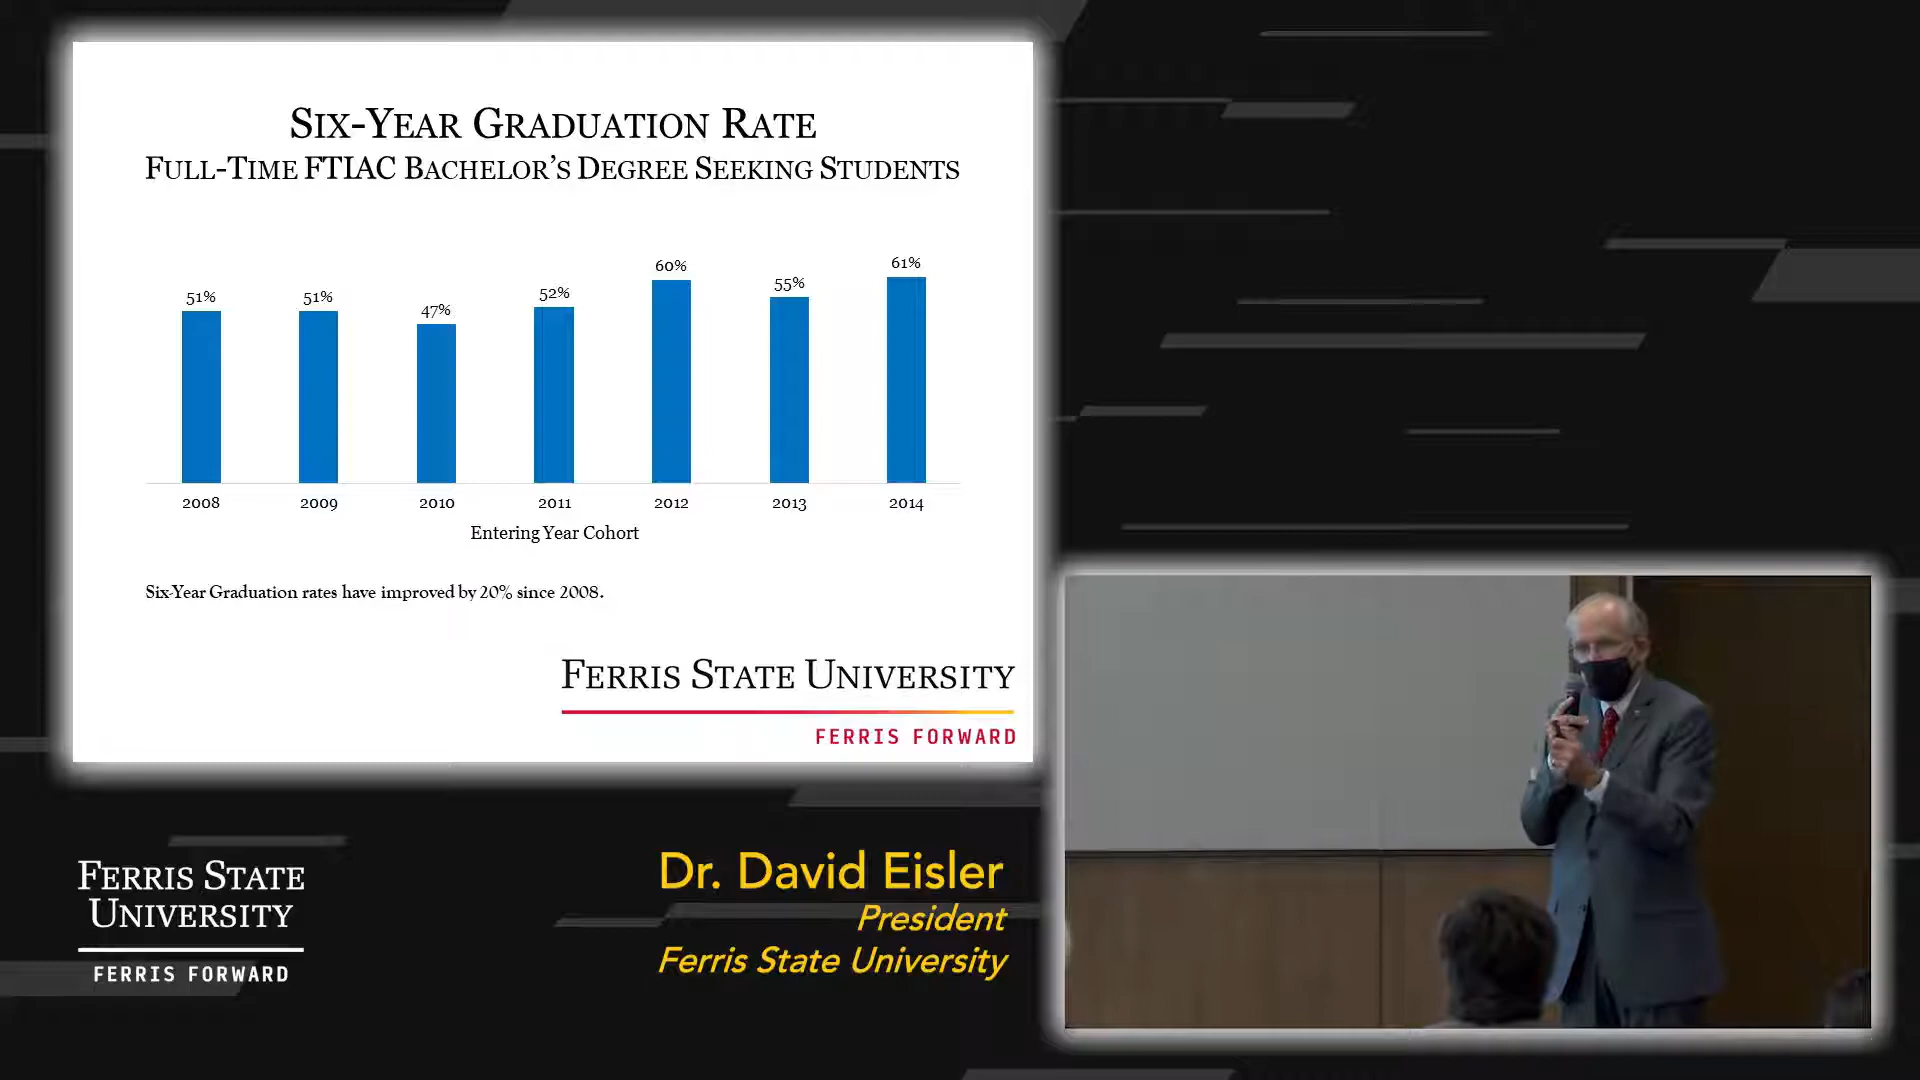 SIX-YEAR GRADUATION RATE
FULL-TIME FTIAC BACHELOR'S DEGREE SEEKING STUDENTS
51% 51% 47% 52% 60% 55% 61%
2008 2009 2010 2011 2012 2013 2014
Entering Year Cohort
Six-Year Graduation rates have improved by 20% since 2008.
FERRIS STATE UNIVERSITY
FERRIS FORWARD
FERRIS STATE
UNIVERSITY
FERRIS FORWARD
Dr. David Eisler
President
Ferris State University